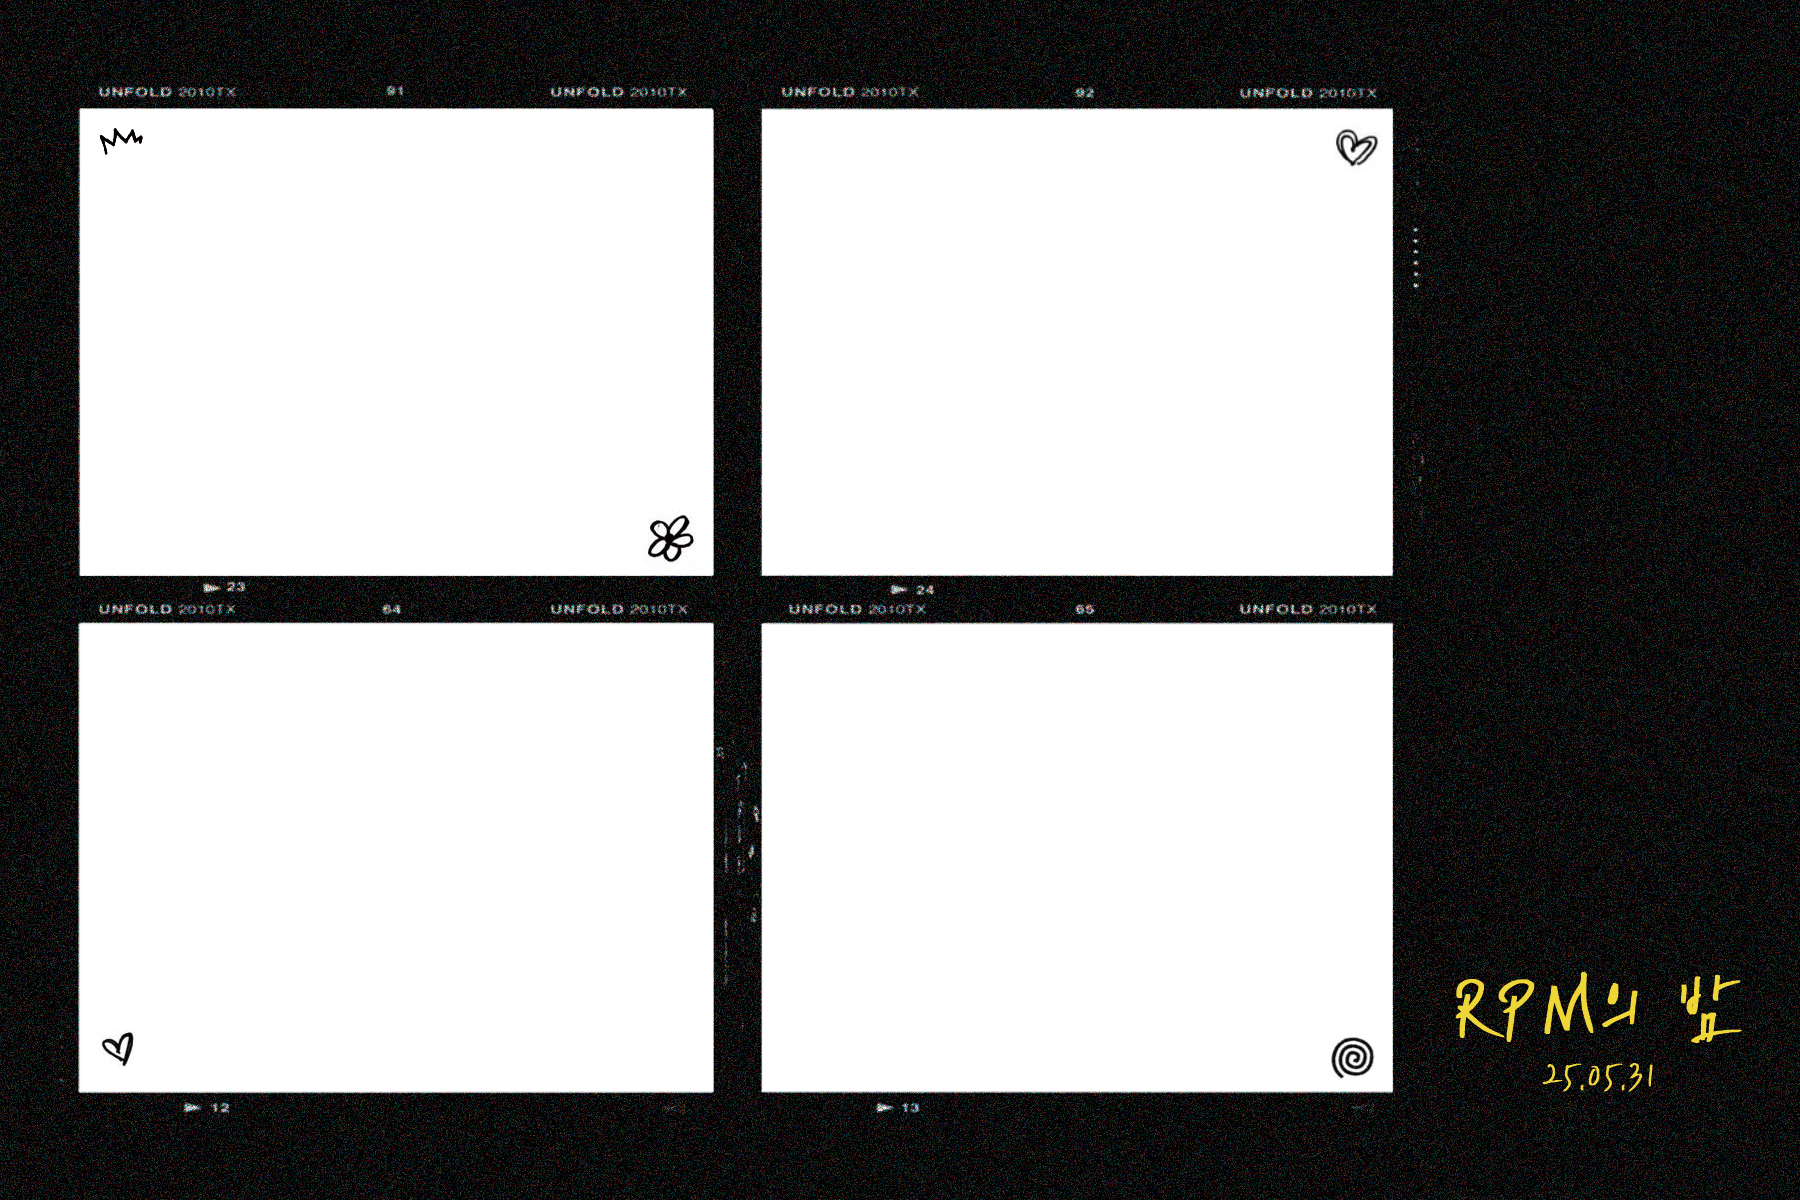 UNFOLD 2010TX 91 UNFOLD 2010TX
UNFOLD 2010TX 92 UNFOLD 2010TX
23
24
UNFOLD 2010TX 64 UNFOLD 2010TX
UNFOLD 2010TX 65 UNFOLD 2010TX
12
13
RPM의 밤
25.05.31